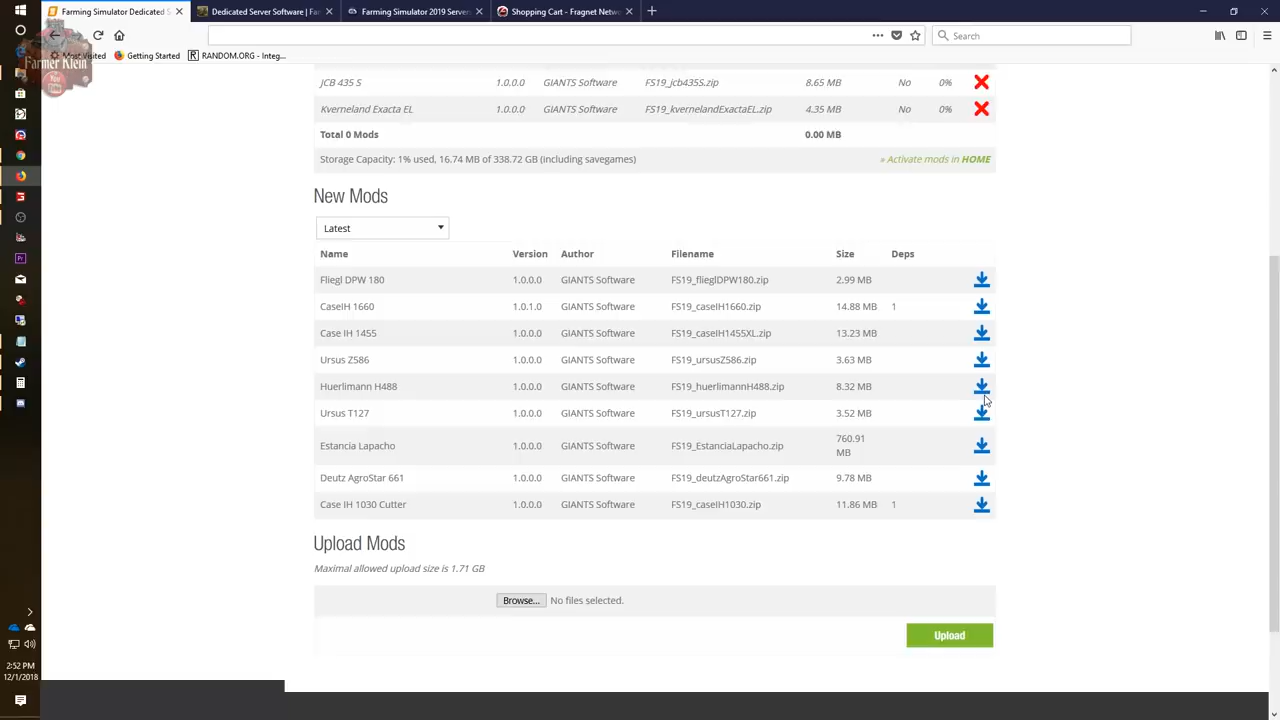 Farming Simulator Dedicated S
Dedicated Server Software | Far
Farming Simulator 2019 Server
Shopping Cart - Fragnet Netwo
Search
Most Visited
Getting Started
RANDOM.ORG - Integ...
Farmer Klein
You Tube
JCB 435 S 1.0.0.0 GIANTS Software FS19_jcb435S.zip 8.65 MB No 0%
Kverneland Exacta EL 1.0.0.0 GIANTS Software FS19_kvernelandExactaEL.zip 4.35 MB No 0%
Total 0 Mods 0.00 MB
Storage Capacity: 1% used, 16.74 MB of 338.72 GB (including savegames) » Activate mods in HOME
New Mods
Latest
Name Version Author Filename Size Deps
Fliegl DPW 180 1.0.0.0 GIANTS Software FS19_flieglDPW180.zip 2.99 MB
CaseIH 1660 1.0.1.0 GIANTS Software FS19_caseIH1660.zip 14.88 MB 1
Case IH 1455 1.0.0.0 GIANTS Software FS19_caseIH1455XL.zip 13.23 MB
Ursus Z586 1.0.0.0 GIANTS Software FS19_ursusZ586.zip 3.63 MB
Huerlimann H488 1.0.0.0 GIANTS Software FS19_huerlimannH488.zip 8.32 MB
Ursus T127 1.0.0.0 GIANTS Software FS19_ursusT127.zip 3.52 MB
Estancia Lapacho 1.0.0.0 GIANTS Software FS19_EstanciaLapacho.zip 760.91
MB
Deutz AgroStar 661 1.0.0.0 GIANTS Software FS19_deutzAgroStar661.zip 9.78 MB
Case IH 1030 Cutter 1.0.0.0 GIANTS Software FS19_caseIH1030.zip 11.86 MB 1
Upload Mods
Maximal allowed upload size is 1.71 GB
Browse... No files selected.
Upload
2:51 PM
2/1/2018